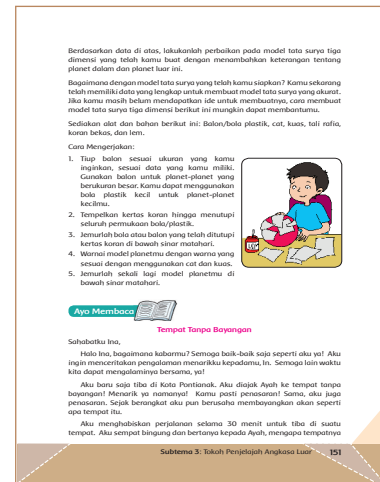 Berdasarkan data di atas, lakukanlah perbaikan pada model tata surya tiga
dimensi yang telah kamu buat dengan menambahkan keterangan tentang
planet dalam dan planet luar ini.
Bagaimana dengan model tata surya yang telah kamu siapkan? Kamu sekarang
telah memiliki data yang lengkap untuk membuat model tata surya yang akurat.
Jika kamu masih belum mendapatkan ide untuk membuatnya, cara membuat
model tata surya tiga dimensi berikut ini mungkin dapat membantumu.
Sediakan alat dan bahan berikut ini: Balon/bola plastik, cat, kuas, tali rafia,
koran bekas, dan lem.
Cara Mengerjakan:
1. Tiup balon sesuai ukuran yang kamu
inginkan, sesuai data yang kamu miliki.
Gunakan balon untuk planet-planet yang
berukuran besar. Kamu dapat menggunakan
bola plastik kecil untuk planet-planet
kecilmu.
2. Tempelkan kertas koran hingga menutupi
seluruh permukaan bola/plastik.
3. Jemurlah bola atau balon yang telah ditutupi
kertas koran di bawah sinar matahari.
4. Warnai model planetmu dengan warna yang
sesuai dengan menggunakan cat dan kuas.
5. Jemurlah sekali lagi model planetmu di
bawah sinar matahari.
Ayo Membaca
Tempat Tanpa Bayangan
Sahabatku Ina,
Halo Ina, bagaimana kabarmu? Semoga baik-baik saja seperti aku ya! Aku
ingin menceritakan pengalaman menarikku kepadamu, In. Semoga lain waktu
kita dapat mengalaminya bersama, ya!
Aku baru saja tiba di Kota Pontianak. Aku diajak Ayah ke tempat tanpa
bayangan! Menarik ya namanya! Kamu pasti penasaran! Sama, aku juga
penasaran. Sejak berangkat aku pun berusaha membayangkan akan seperti
apa tempat itu.
Aku menghabiskan perjalanan selama 30 menit untuk tiba di suatu
tempat. Aku sempat bingung dan bertanya kepada Ayah, mengapa tempatnya
Subtema 3: Tokoh Penjelajah Angkasa Luar 151